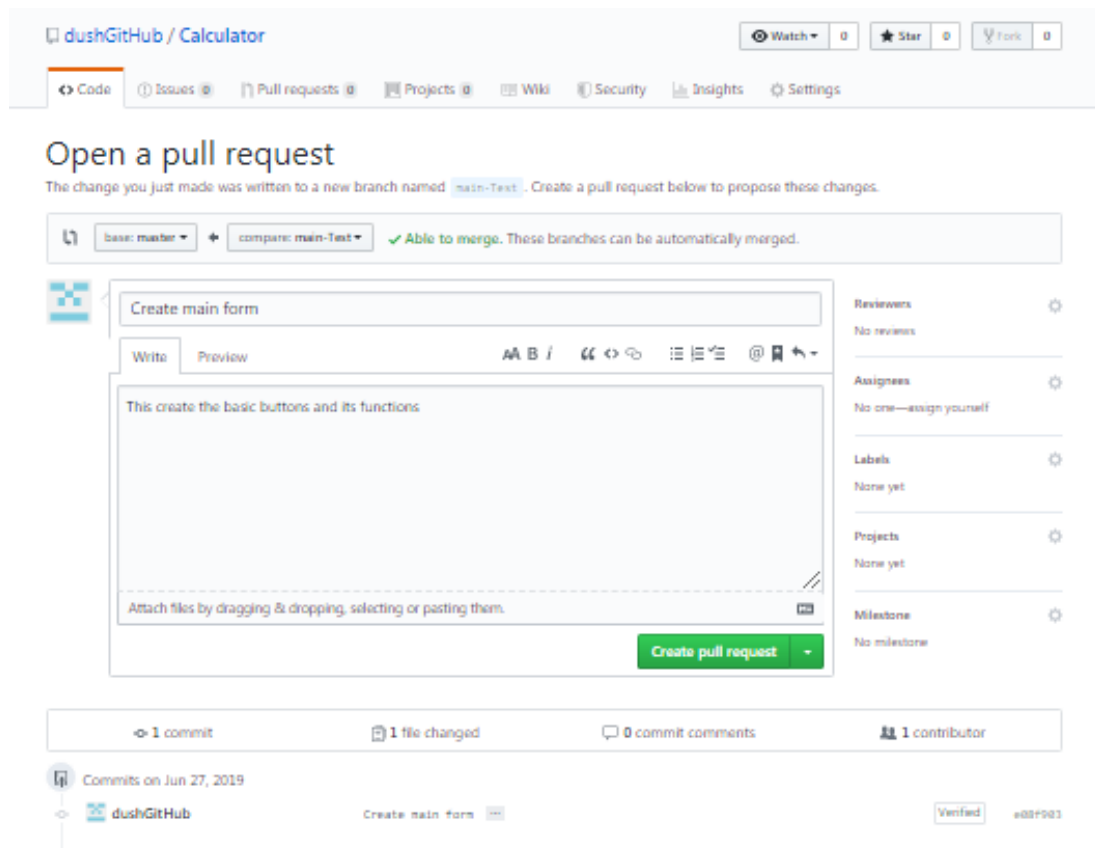 dushGitHub / Calculator
Watch 0 Star 0 Fork 0
Code Issues 0 Pull requests 0 Projects 0 Wiki Security Insights Settings
Open a pull request
The change you just made was written to a new branch named main-Text . Create a pull request below to propose these changes.
base: master compare: main-Text Able to merge. These branches can be automatically merged.
Create main form
Write Preview AA B i
This create the basic buttons and its functions
Attach files by dragging & dropping, selecting or pasting them.
Create pull request
Reviewers
No reviews
Assignees
No one—assign yourself
Labels
None yet
Projects
None yet
Milestone
No milestone
1 commit 1 file changed 0 commit comments 1 contributor
Commits on Jun 27, 2019
dushGitHub Create main form Verified